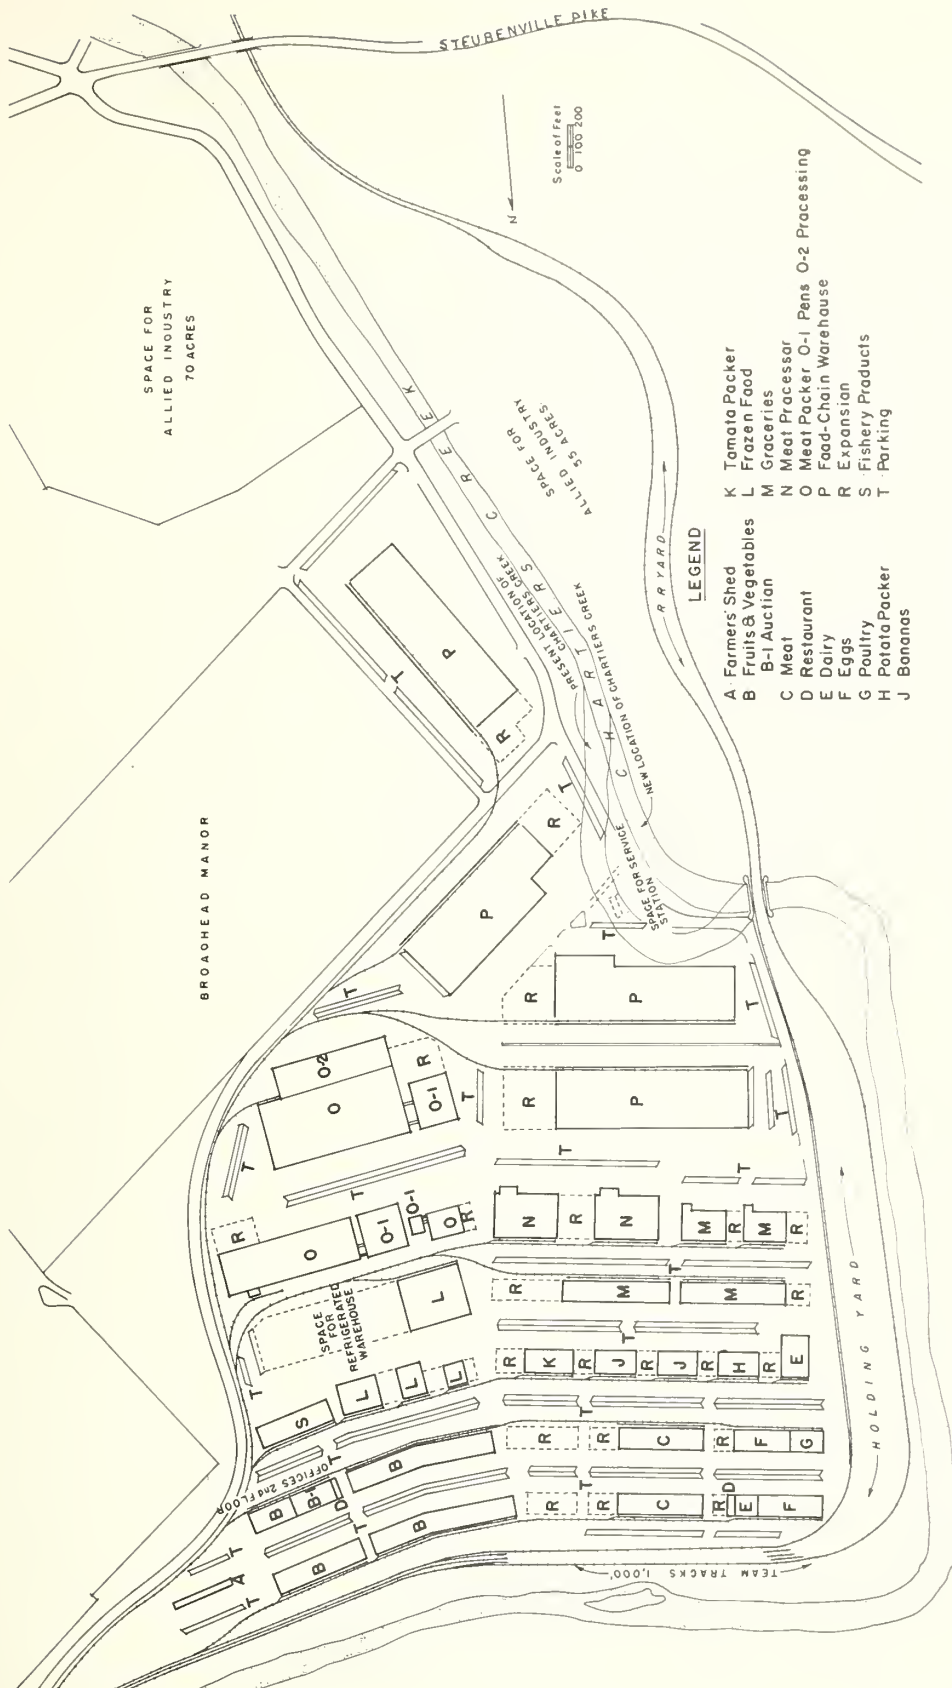 STEUBENVILLE PIKE
Scale of Feet
0 100 200
N
SPACE FOR
ALLIED INDUSTRY
70 ACRES
SPACE FOR
ALLIED INDUSTRY
35 ACRES
CHARTIERS CREEK
PRESENT LOCATION OF
CHARTIERS CREEK
NEW LOCATION OF CHARTIERS CREEK
SPACE FOR SERVICE
STATION
R R YARD
BROADHEAD MANOR
LEGEND
A Farmers' Shed
B Fruits & Vegetables
B-1 Auction
C Meat
D Restaurant
E Dairy
F Eggs
G Poultry
H Potato Packer
J Bananas
K Tomato Packer
L Frozen Food
M Groceries
N Meat Processor
O Meat Packer O-1 Pens O-2 Processing
P Food-Chain Warehouse
R Expansion
S Fishery Products
T Parking
P
R
T
P
R
T
T
R
P
T
T
R
P
T
T
T
O-2
O
R
O-1
T
T
T
R
O
O-1
O-1
O
R
N
R
N
T
T
M
R
M
R
SPACE
FOR
REFRIGERATED
WAREHOUSE
L
R
M
T
M
R
T
T
S
L
L
L
R
K
R
J
R
J
R
H
R
E
T
T
OFFICES 2nd FLOOR
B
B-1
D
T
B
R
R
C
R
F
G
T
A
T
B
T
B
T
R
R
C
R
D
E
F
TEAM TRACKS 1,000'
HOLDING YARD